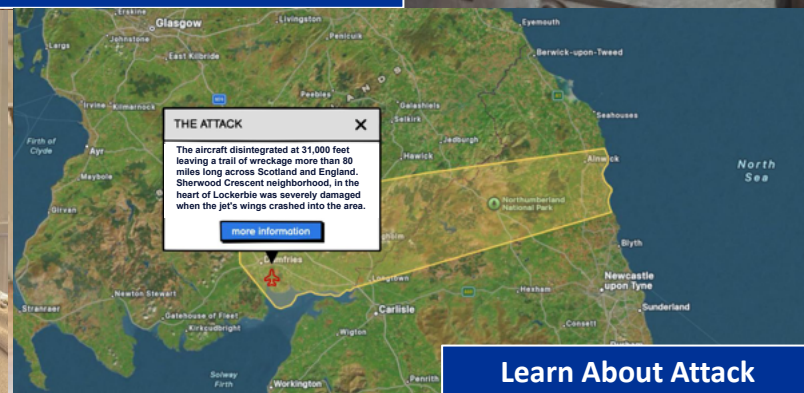 Erskine
Glasgow
Livingston
Eyemouth
Johnstone
Penicuik
Largs
East Kilbride
Berwick-upon-Tweed
Peebles
Irvine
Kilmarnock
Galashiels
Selkirk
Seahouses
THE ATTACK X
The aircraft disintegrated at 31,000 feet
leaving a trail of wreckage more than 80
miles long across Scotland and England.
Sherwood Crescent neighborhood, in the
heart of Lockerbie was severely damaged
when the jet's wings crashed into the area.
more information
Jedburgh
Hawick
Alnwick
Firth of
Clyde
Ayr
Maybole
Girvan
North
Sea
Northumberland
National Park
Blyth
Dumfries
Longtown
Newcastle
upon Tyne
Hexham
Sunderland
Newton Stewart
Stranraer
Gatehouse of Fleet
Kirkcudbright
Carlisle
Wigton
Consett
Solway
Firth
Workington
Penrith
Learn About Attack